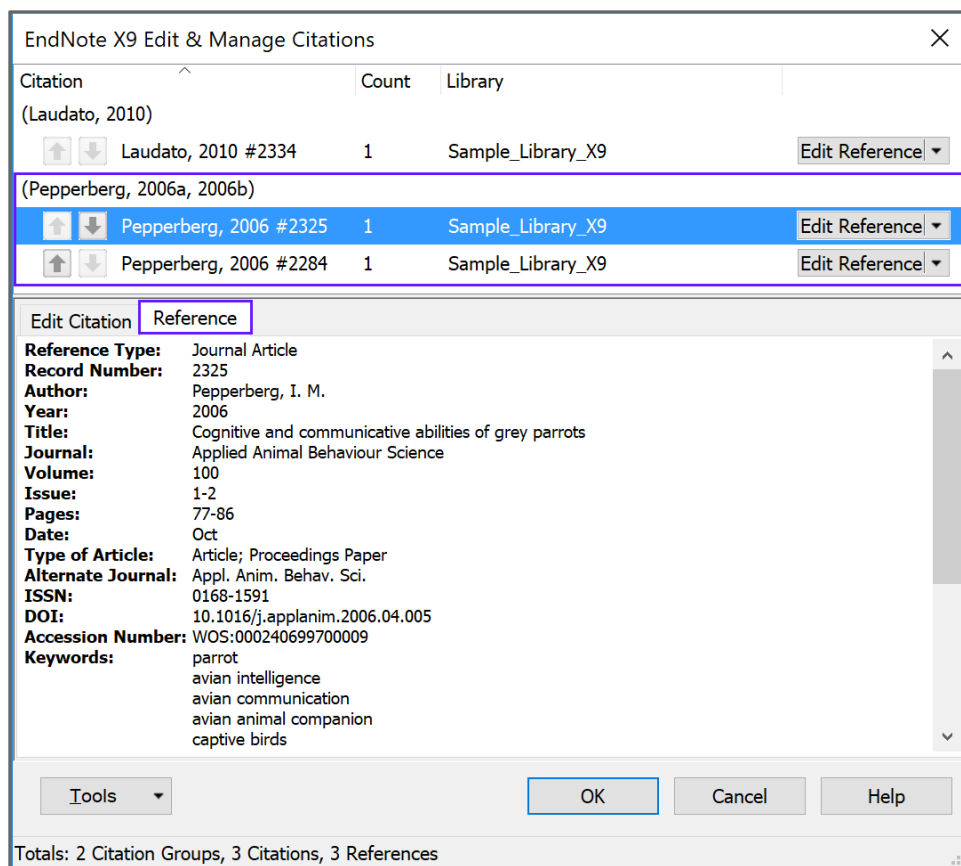 EndNote X9 Edit & Manage Citations
Citation Count Library
(Laudato, 2010)
Laudato, 2010 #2334 1 Sample_Library_X9 Edit Reference
(Pepperberg, 2006a, 2006b)
Pepperberg, 2006 #2325 1 Sample_Library_X9 Edit Reference
Pepperberg, 2006 #2284 1 Sample_Library_X9 Edit Reference
Edit Citation Reference
Reference Type: Journal Article
Record Number: 2325
Author: Pepperberg, I. M.
Year: 2006
Title: Cognitive and communicative abilities of grey parrots
Journal: Applied Animal Behaviour Science
Volume: 100
Issue: 1-2
Pages: 77-86
Date: Oct
Type of Article: Article; Proceedings Paper
Alternate Journal: Appl. Anim. Behav. Sci.
ISSN: 0168-1591
DOI: 10.1016/j.applanim.2006.04.005
Accession Number: WOS:000240699700009
Keywords: parrot
avian intelligence
avian communication
avian animal companion
captive birds
Tools OK Cancel Help
Totals: 2 Citation Groups, 3 Citations, 3 References